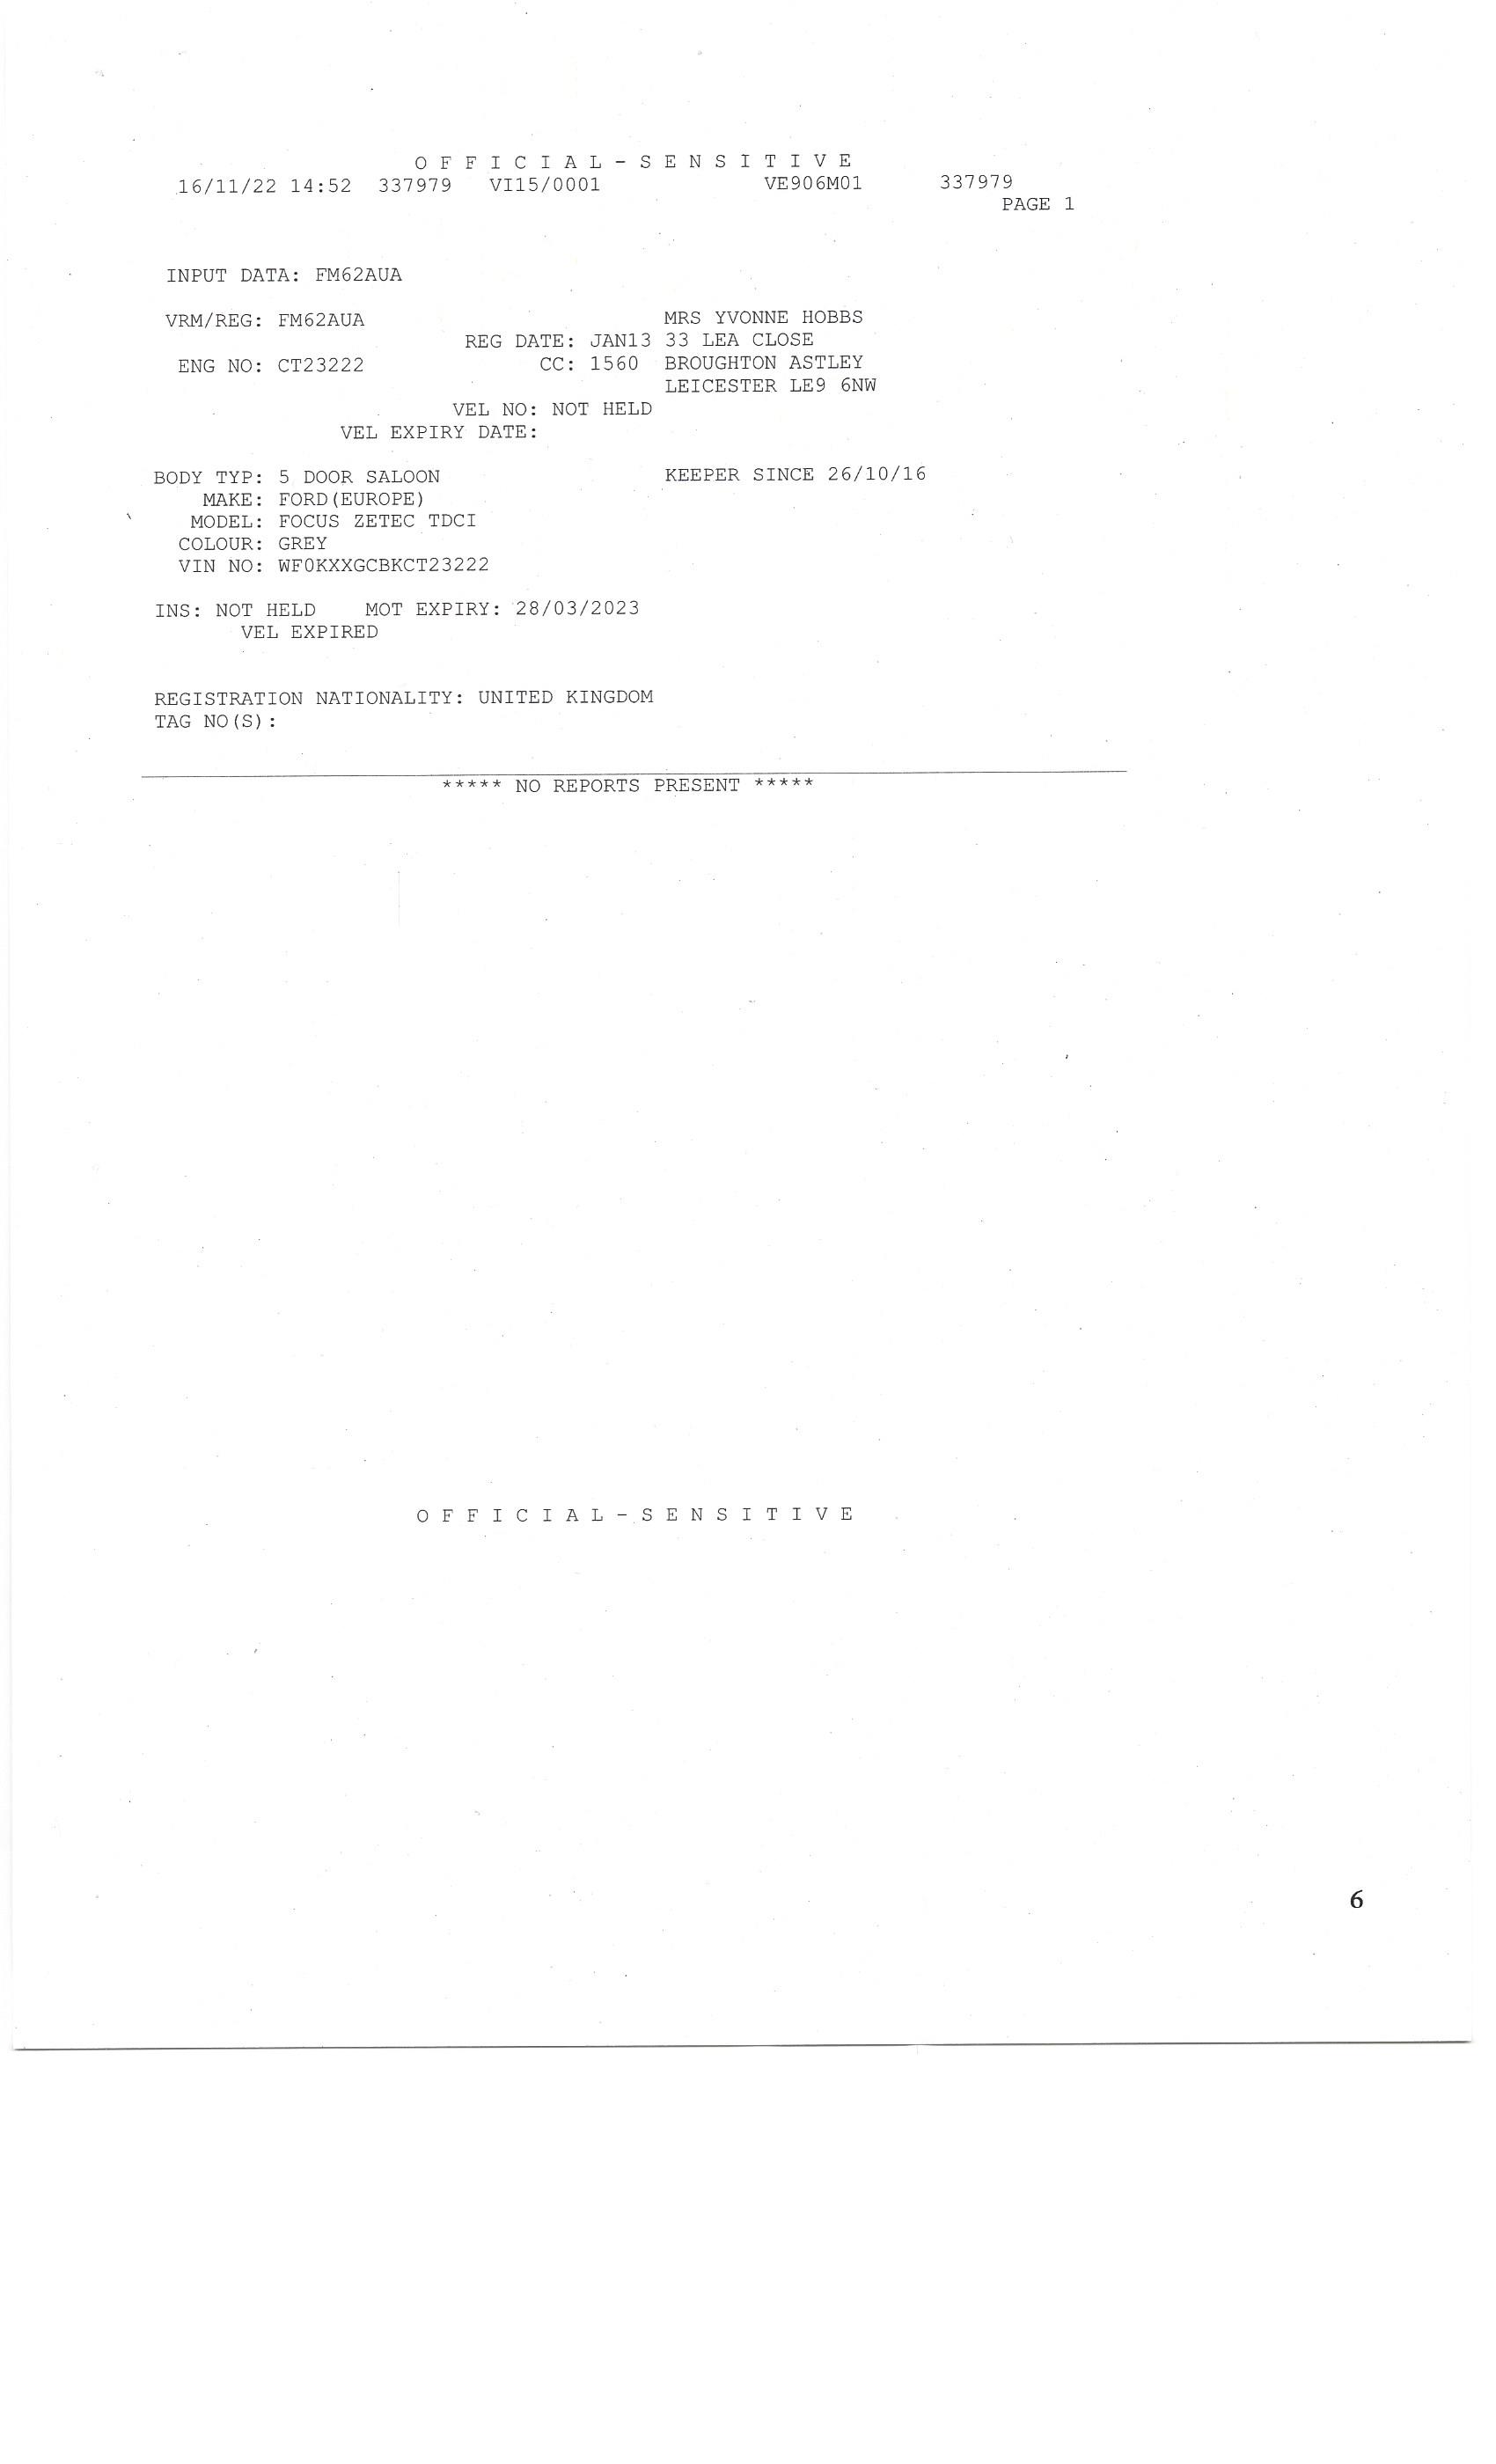 O F F I C I A L - S E N S I T I V E
16/11/22 14:52 337979 VI15/0001 VE906M01 337979
PAGE 1
INPUT DATA: FM62AUA
VRM/REG: FM62AUA MRS YVONNE HOBBS
REG DATE: JAN13 33 LEA CLOSE
ENG NO: CT23222 CC: 1560 BROUGHTON ASTLEY
LEICESTER LE9 6NW
VEL NO: NOT HELD
VEL EXPIRY DATE:
BODY TYP: 5 DOOR SALOON KEEPER SINCE 26/10/16
MAKE: FORD(EUROPE)
MODEL: FOCUS ZETEC TDCI
COLOUR: GREY
VIN NO: WF0KXXGCBKCT23222
INS: NOT HELD MOT EXPIRY: 28/03/2023
VEL EXPIRED
REGISTRATION NATIONALITY: UNITED KINGDOM
TAG NO(S):
***** NO REPORTS PRESENT *****
O F F I C I A L - S E N S I T I V E
6